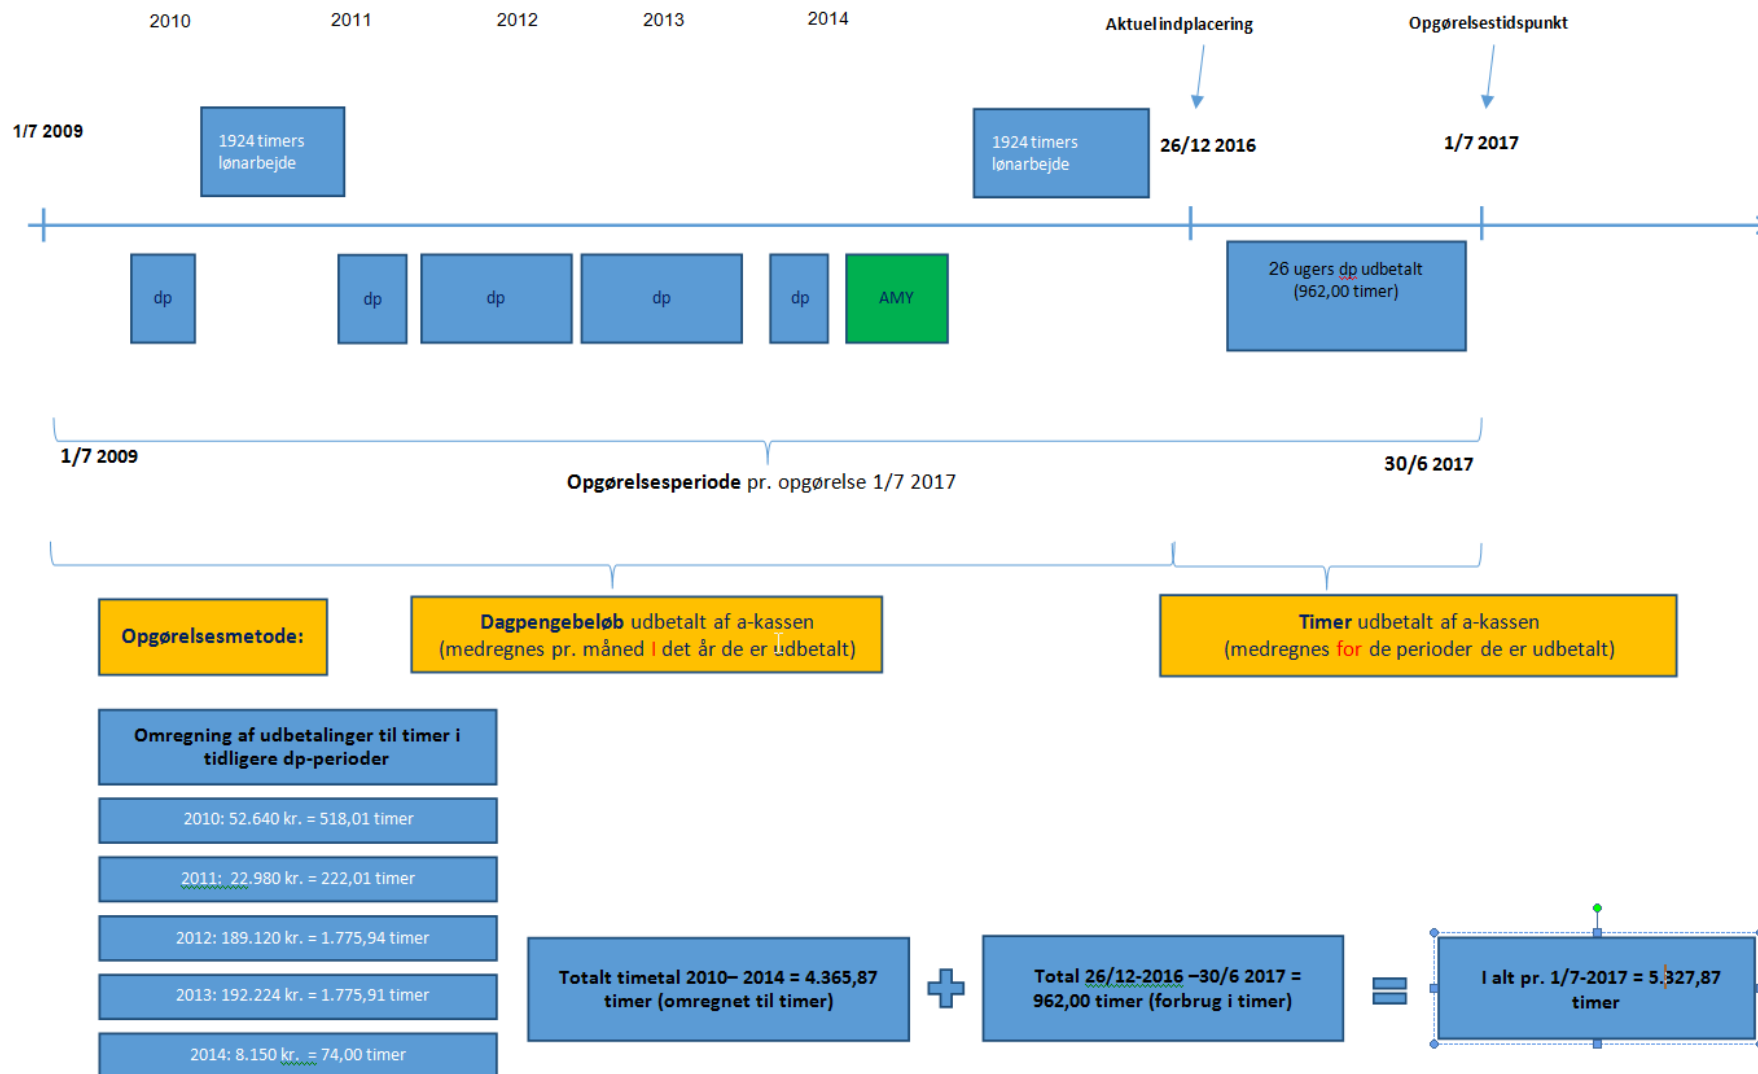 2010
2011
2012
2013
2014
Aktuel indplacering
Opgørelsestidspunkt
1/7 2009
1924 timers
lønarbejde
1924 timers
lønarbejde
26/12 2016
1/7 2017
dp
dp
dp
dp
dp
AMY
26 ugers dp udbetalt
(962,00 timer)
1/7 2009
30/6 2017
Opgørelsesperiode pr. opgørelse 1/7 2017
Opgørelsesmetode:
Dagpengebeløb udbetalt af a-kassen
(medregnes pr. måned I det år de er udbetalt)
Timer udbetalt af a-kassen
(medregnes for de perioder de er udbetalt)
Omregning af udbetalinger til timer i
tidligere dp-perioder
2010: 52.640 kr. = 518,01 timer
2011: 22.980 kr. = 222,01 timer
2012: 189.120 kr. = 1.775,94 timer
2013: 192.224 kr. = 1.775,91 timer
2014: 8.150 kr. = 74,00 timer
Totalt timetal 2010– 2014 = 4.365,87
timer (omregnet til timer)
Total 26/12-2016 –30/6 2017 =
962,00 timer (forbrug i timer)
I alt pr. 1/7-2017 = 5.327,87
timer